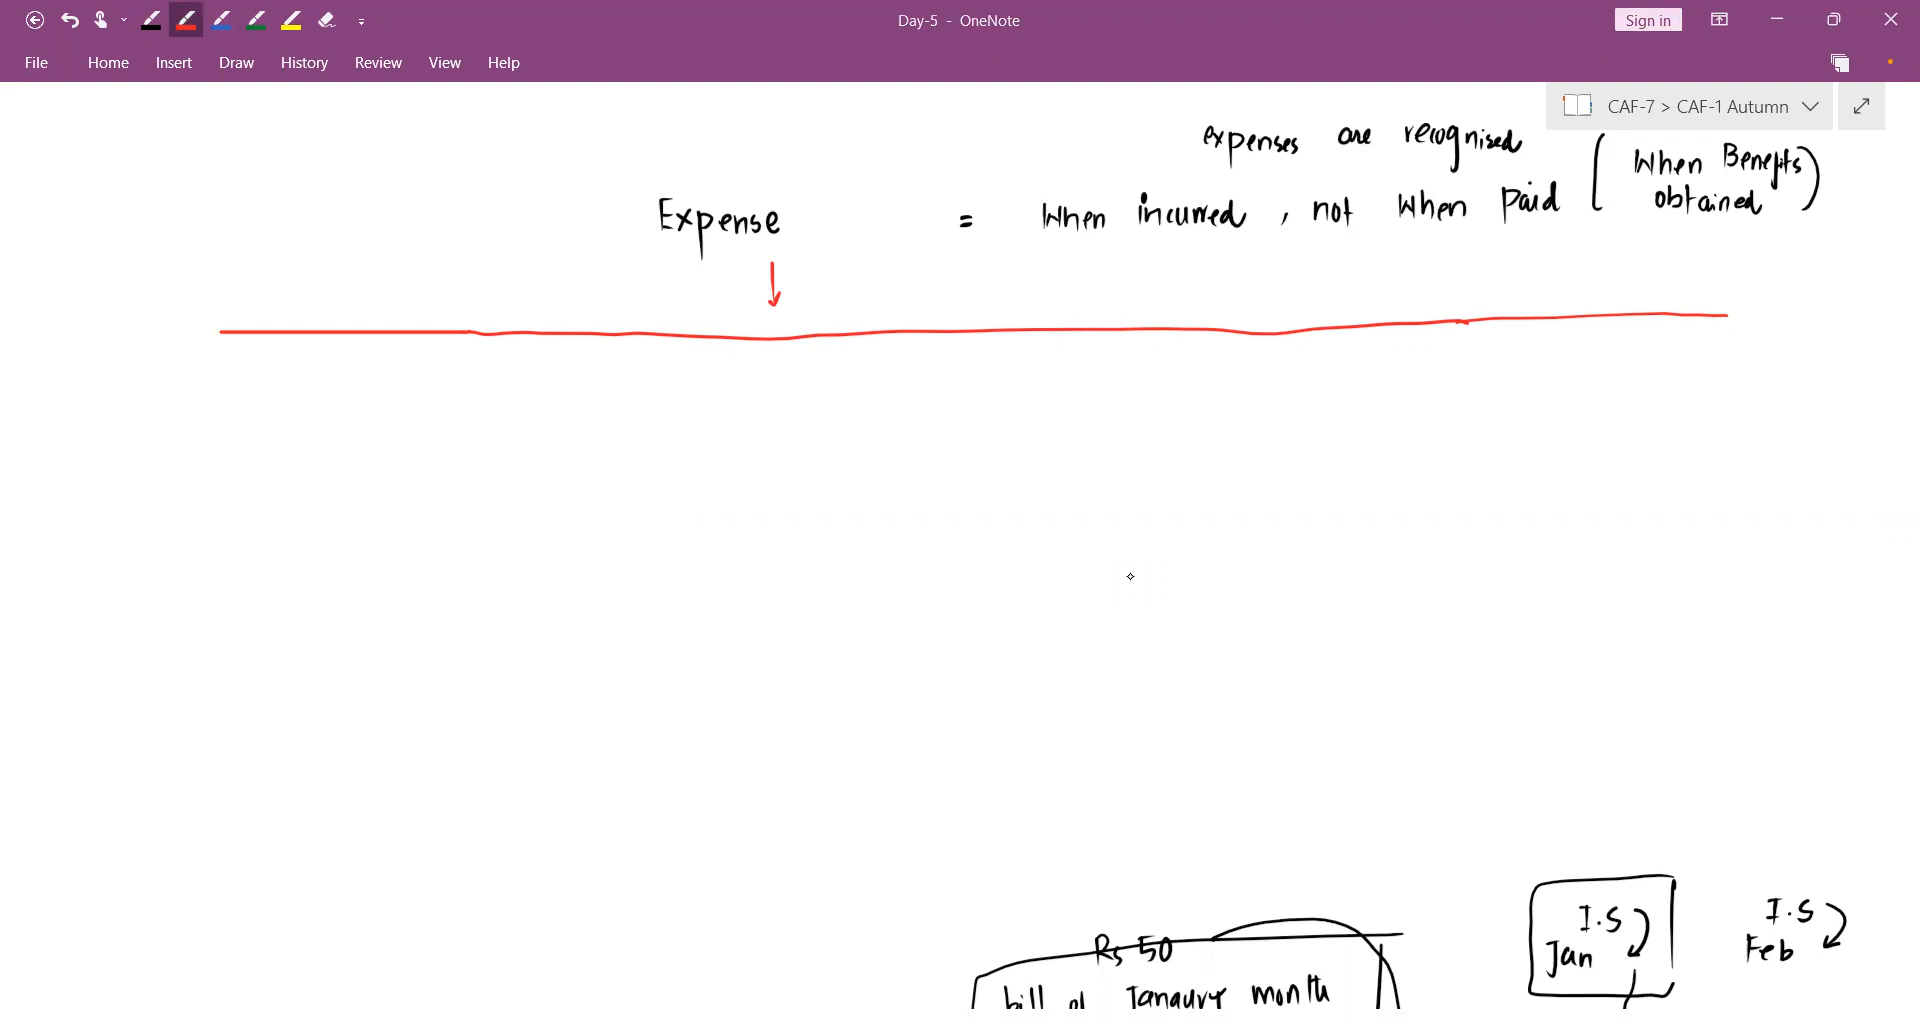 Day-5 - OneNote
Sign in
File Home Insert Draw History Review View Help
CAF-7 > CAF-1 Autumn
expenses are recognised
Expense = When incurred, not when paid (When Benefits obtained)
Rs 50
bill of Janaury month
I.S
Jan
I.S
Feb